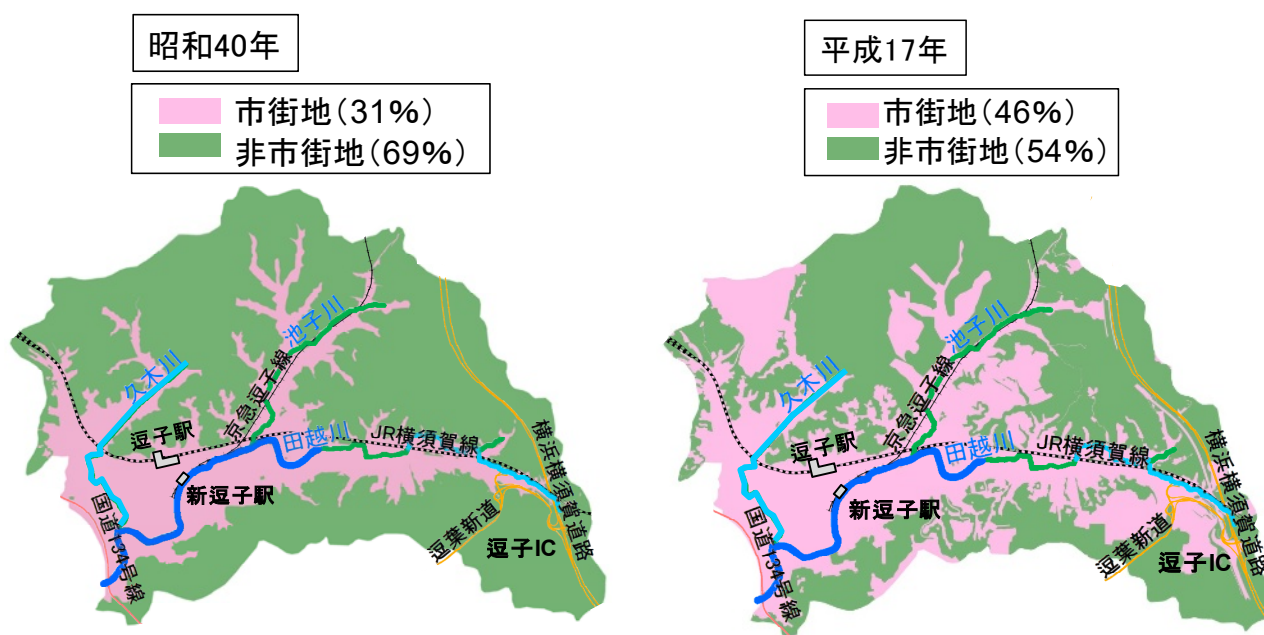 昭和40年
市街地(31%)
非市街地(69%)
池子川
久木川
京急逗子線
逗子駅
田越川
JR横須賀線
新逗子駅
国道134号線
逗葉新道
逗子IC
横浜横須賀道路
平成17年
市街地(46%)
非市街地(54%)
池子川
久木川
京急逗子線
逗子駅
田越川
JR横須賀線
新逗子駅
国道134号線
逗葉新道
逗子IC
横浜横須賀道路